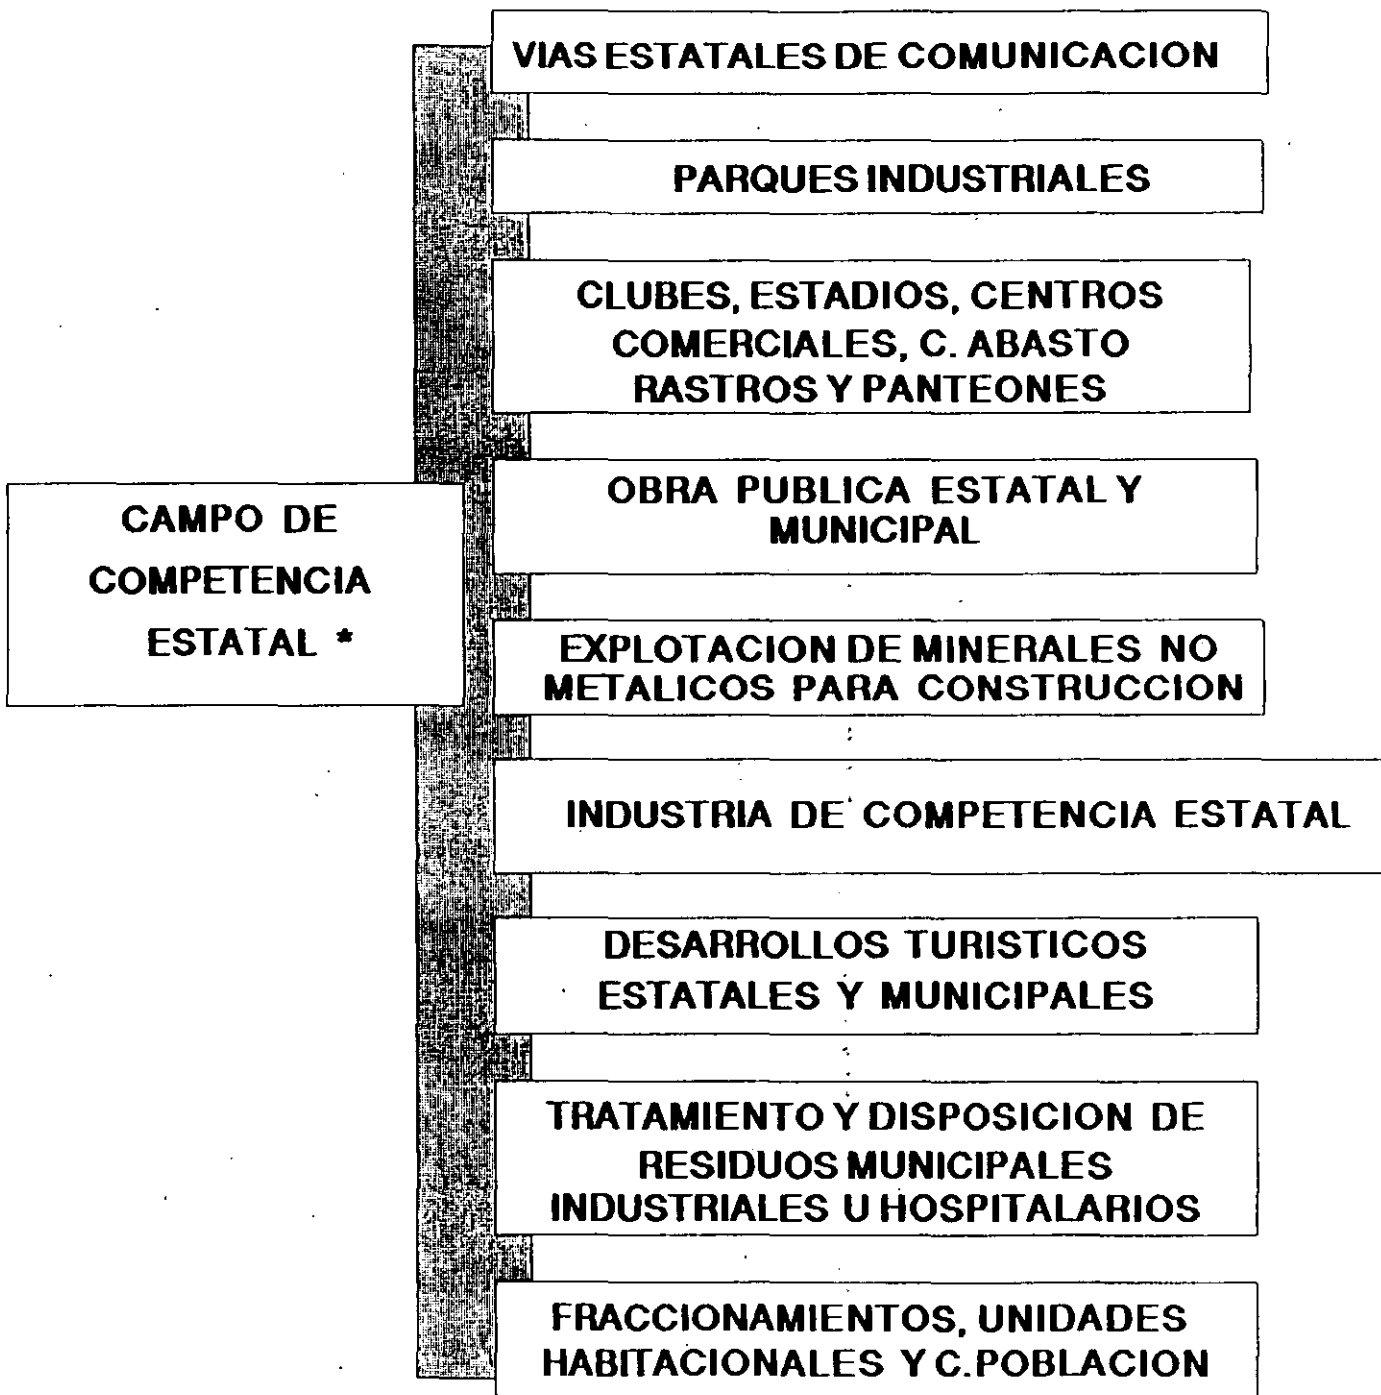 VIAS ESTATALES DE COMUNICACION
PARQUES INDUSTRIALES
CLUBES, ESTADIOS, CENTROS
COMERCIALES, C. ABASTO
RASTROS Y PANTEONES
OBRA PUBLICA ESTATAL Y
MUNICIPAL
CAMPO DE
COMPETENCIA
ESTATAL *
EXPLOTACION DE MINERALES NO
METALICOS PARA CONSTRUCCION
INDUSTRIA DE COMPETENCIA ESTATAL
DESARROLLOS TURISTICOS
ESTATALES Y MUNICIPALES
TRATAMIENTO Y DISPOSICION DE
RESIDUOS MUNICIPALES
INDUSTRIALES U HOSPITALARIOS
FRACCIONAMIENTOS, UNIDADES
HABITACIONALES Y C.POBLACION